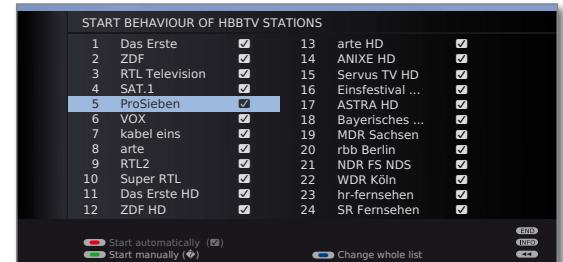 START BEHAVIOUR OF HBBTV STATIONS
1 Das Erste ☑
2 ZDF ☑
3 RTL Television ☑
4 SAT.1 ☑
5 ProSieben ☑
6 VOX ☑
7 kabel eins ☑
8 arte ☑
9 RTL2 ☑
10 Super RTL ☑
11 Das Erste HD ☑
12 ZDF HD ☑
13 arte HD ☑
14 ANIXE HD ☑
15 Servus TV HD ☑
16 Einsfestival ... ☑
17 ASTRA HD ☑
18 Bayerisches ... ☑
19 MDR Sachsen ☑
20 rbb Berlin ☑
21 NDR FS NDS ☑
22 WDR Köln ☑
23 hr-fernsehen ☑
24 SR Fernsehen ☑
Start automatically (☑)
Start manually (�)
Change whole list
END
INFO
◄◄